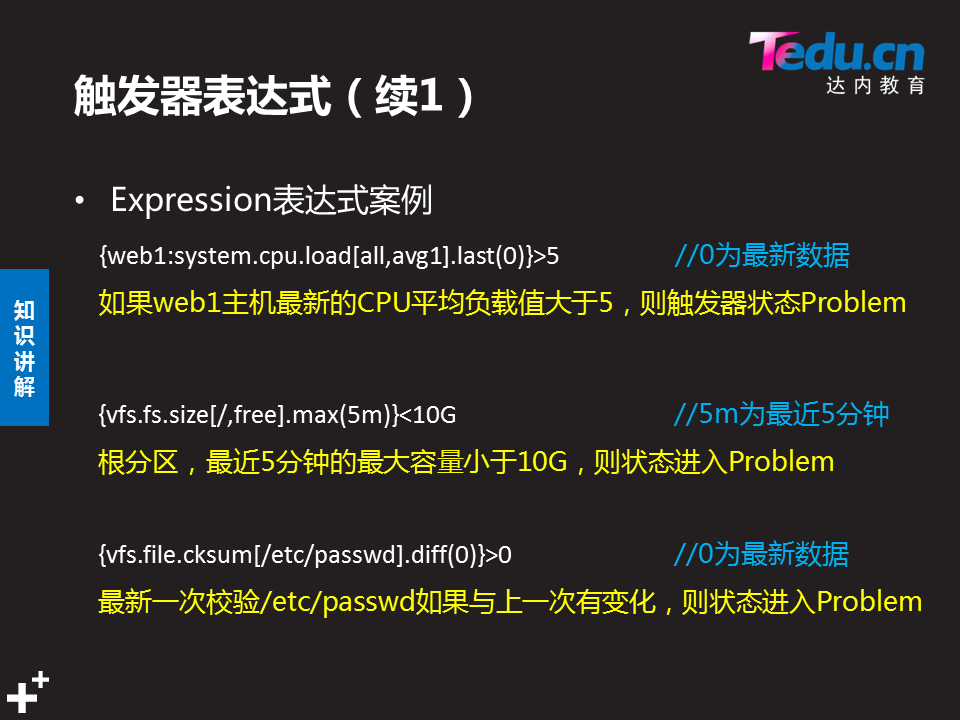 Tedu.cn
达内教育
触发器表达式（续1）
• Expression表达式案例
{web1:system.cpu.load[all,avg1].last(0)}>5 //0为最新数据
如果web1主机最新的CPU平均负载值大于5，则触发器状态Problem
知识讲解
{vfs.fs.size[/,free].max(5m)}<10G //5m为最近5分钟
根分区，最近5分钟的最大容量小于10G，则状态进入Problem
{vfs.file.cksum[/etc/passwd].diff(0)}>0 //0为最新数据
最新一次校验/etc/passwd如果与上一次有变化，则状态进入Problem